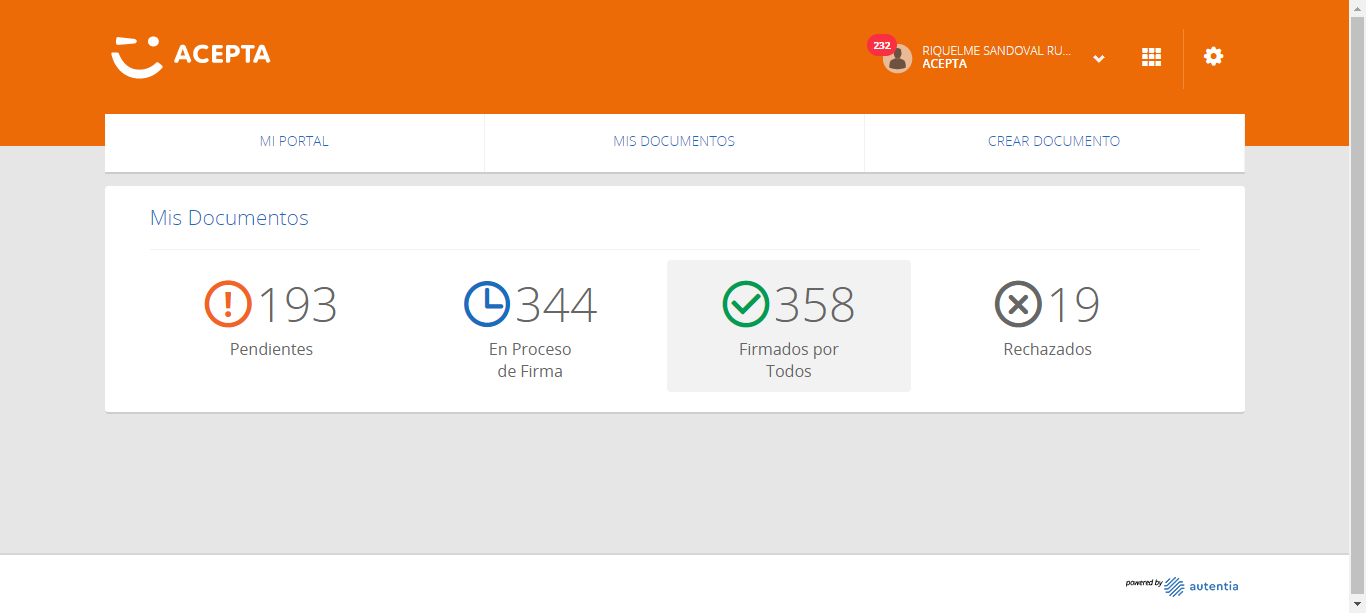 ACEPTA
232
RIQUELME SANDOVAL RU...
ACEPTA
MI PORTAL
MIS DOCUMENTOS
CREAR DOCUMENTO
Mis Documentos
193
Pendientes
344
En Proceso
de Firma
358
Firmados por
Todos
19
Rechazados
powered by autentia